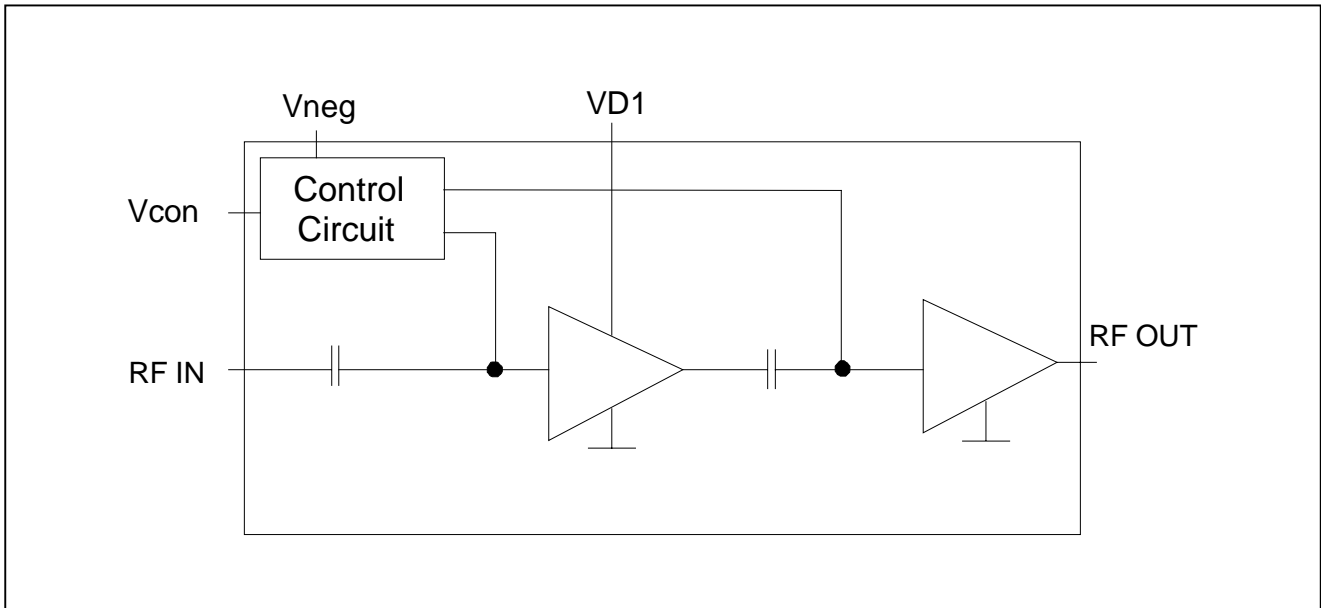 Vneg
VD1
Control
Circuit
Vcon
RF IN
RF OUT